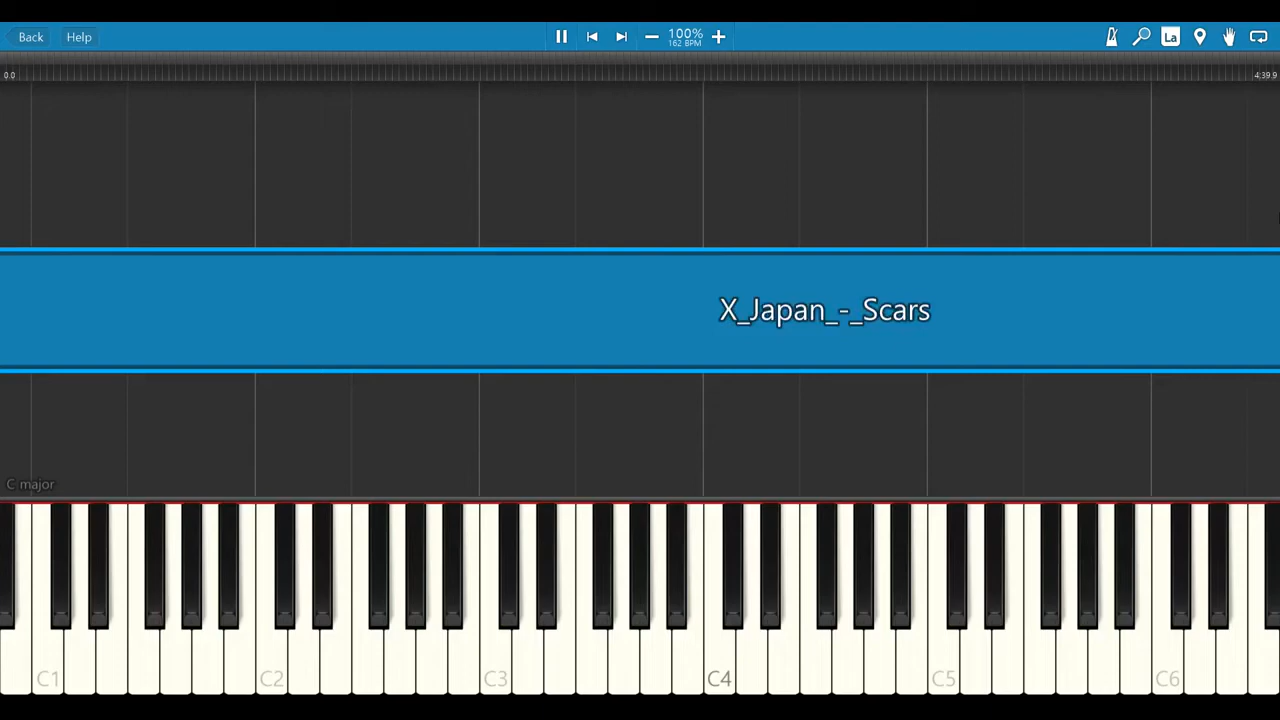 Back Help 100% La
162 BPM
0.0 4:39.9
X_Japan_-_Scars
C major
C1 C2 C3 C4 C5 C6